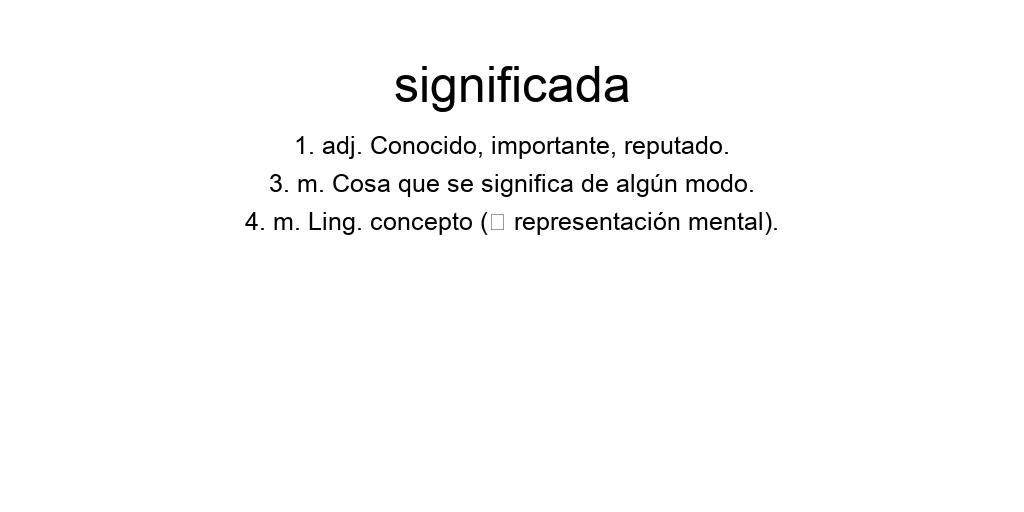 significada
1. adj. Conocido, importante, reputado.
3. m. Cosa que se significa de algún modo.
4. m. Ling. concepto (□ representación mental).